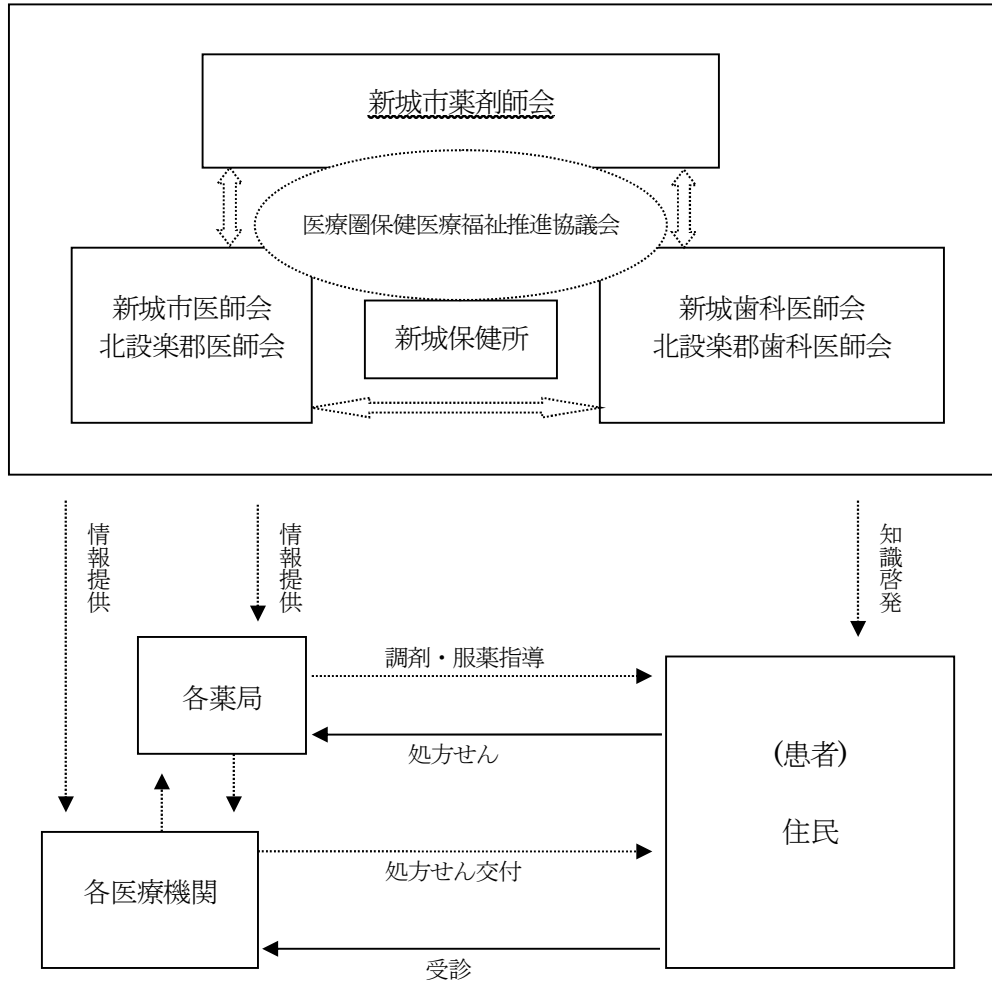 新城市薬剤師会
医療圏保健医療福祉推進協議会
新城市医師会
北設楽郡医師会
新城保健所
新城歯科医師会
北設楽郡歯科医師会
情報提供
情報提供
知識啓発
各薬局
調剤・服薬指導
処方せん
(患者)
住民
各医療機関
処方せん交付
受診